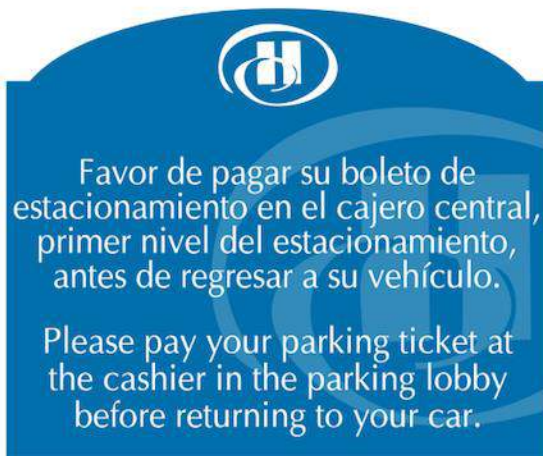 Favor de pagar su boleto de
estacionamiento en el cajero central,
primer nivel del estacionamiento,
antes de regresar a su vehículo.
Please pay your parking ticket at
the cashier in the parking lobby
before returning to your car.